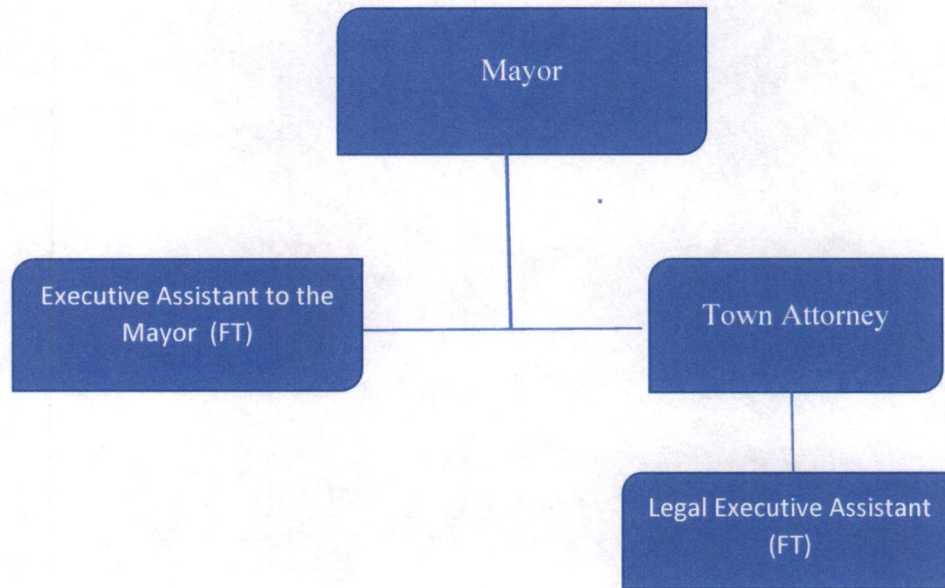 Mayor
Executive Assistant to the
Mayor (FT)
Town Attorney
Legal Executive Assistant
(FT)